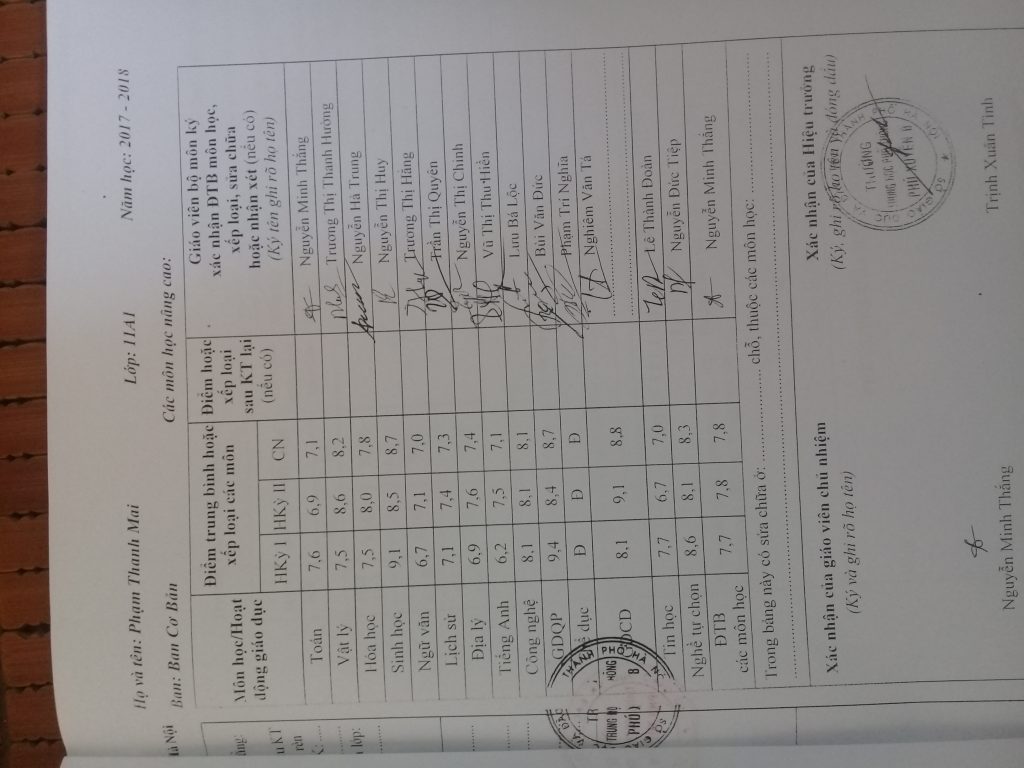 Họ và tên: Phạm Thanh Mai Lớp: 11A1 Năm học: 2017 - 2018
Ban: Ban Cơ Bản Các môn học nâng cao:
Môn học/Hoạt động giáo dục Điểm trung bình hoặc xếp loại các môn Điểm hoặc xếp loại sau KT lại (nếu có) Giáo viên bộ môn ký xác nhận ĐTB môn học, xếp loại, sửa chữa hoặc nhận xét (nếu có) (Ký tên ghi rõ họ tên)
HKỳ I HKỳ II CN
Toán 7,6 6,9 7,1 Nguyễn Minh Thắng
Vật lý 7,5 8,6 8,2 Trương Thị Thanh Hương
Hóa học 7,5 8,0 7,8 Nguyễn Hà Trung
Sinh học 9,1 8,5 8,7 Nguyễn Thị Huy
Ngữ văn 6,7 7,1 7,0 Trương Thị Hằng
Lịch sử 7,1 7,4 7,3 Trần Thị Quyên
Địa lý 6,9 7,6 7,4 Nguyễn Thị Chinh
Tiếng Anh 6,2 7,5 7,1 Vũ Thị Thu Hiền
Công nghệ 8,1 8,1 8,1 Lưu Bá Lộc
GDQP 9,4 8,4 8,7 Bùi Văn Đức
dục Đ Đ Đ Phạm Trí Nghĩa
GDCD 8,1 9,1 8,8 Nghiêm Văn Tá
Tin học 7,7 6,7 7,0 Lê Thành Đoàn
Nghề tự chọn 8,6 8,1 8,3 Nguyễn Đức Tiệp
ĐTB các môn học 7,7 7,8 7,8 Nguyễn Minh Thắng
Trong bảng này có sửa chữa ở: chỗ, thuộc các môn học:
Xác nhận của giáo viên chủ nhiệm Xác nhận của Hiệu trưởng
(Ký và ghi rõ họ tên) (Ký, ghi rõ họ tên và đóng dấu)
Nguyễn Minh Thắng Trịnh Xuân Tình